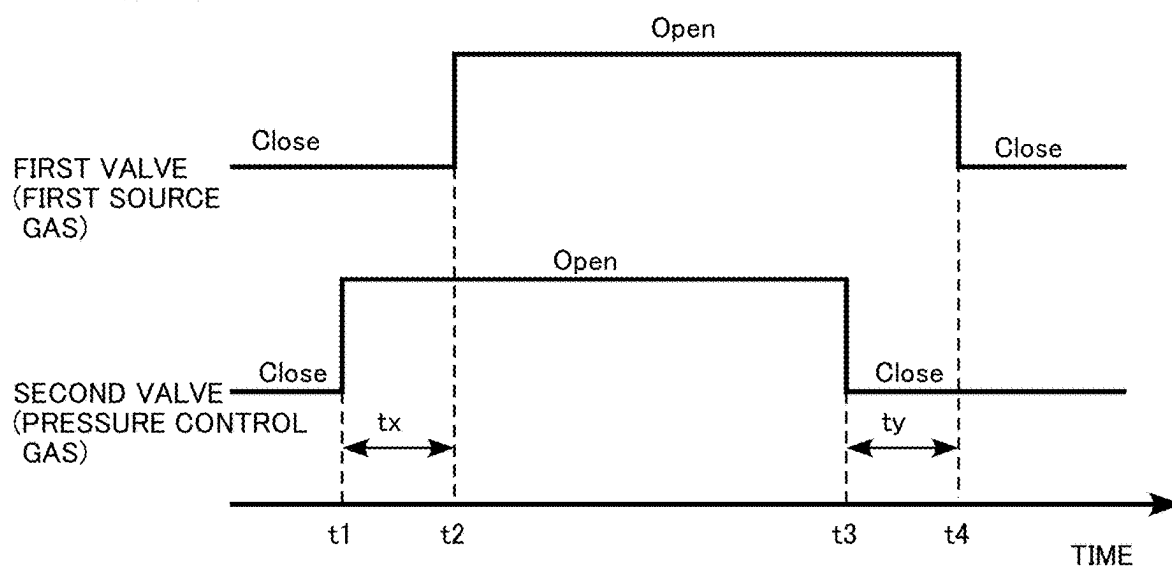 Open
Close
Close
FIRST VALVE
(FIRST SOURCE
GAS)
Open
Close
Close
SECOND VALVE
(PRESSURE CONTROL
GAS)
tx
ty
t1
t2
t3
t4
TIME